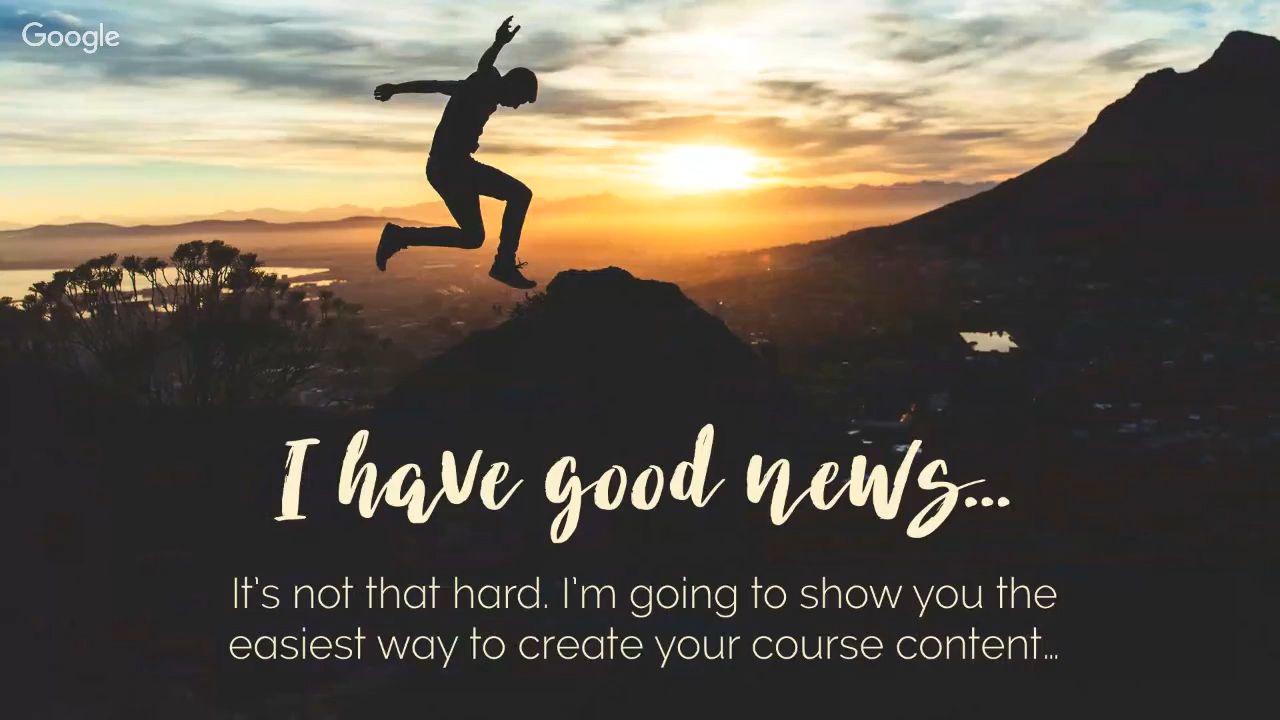 Google
I have good news...
It's not that hard. I'm going to show you the
easiest way to create your course content...